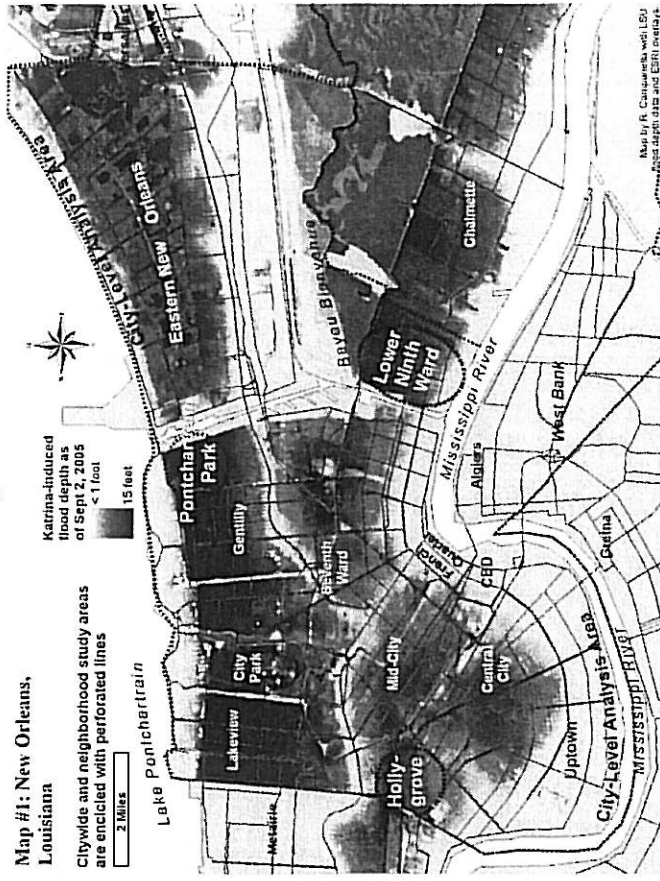 Map #1: New Orleans,
Louisiana
Citywide and neighborhood study areas
are encircled with perforated lines
2 Miles
Katrina-induced
flood depth as
of Sept 2, 2005
< 1 foot
15 feet
Lake Pontchartrain
City-Level Analysis Area
Eastern New
Orleans
Pontchartrain
Park
Lakeview
City
Park
Gentilly
Metairie
Seventh
Ward
Bayou Bienvenue
Holly-
grove
Mid-City
Lower
Ninth
Ward
Chalmette
Central
City
French
Quarter
CBD
Mississippi River
Algiers
Uptown
West Bank
Gretna
City-Level Analysis Area
Mississippi River
Map by R. Campanella with LSU
flood depth data and ESRI overlays